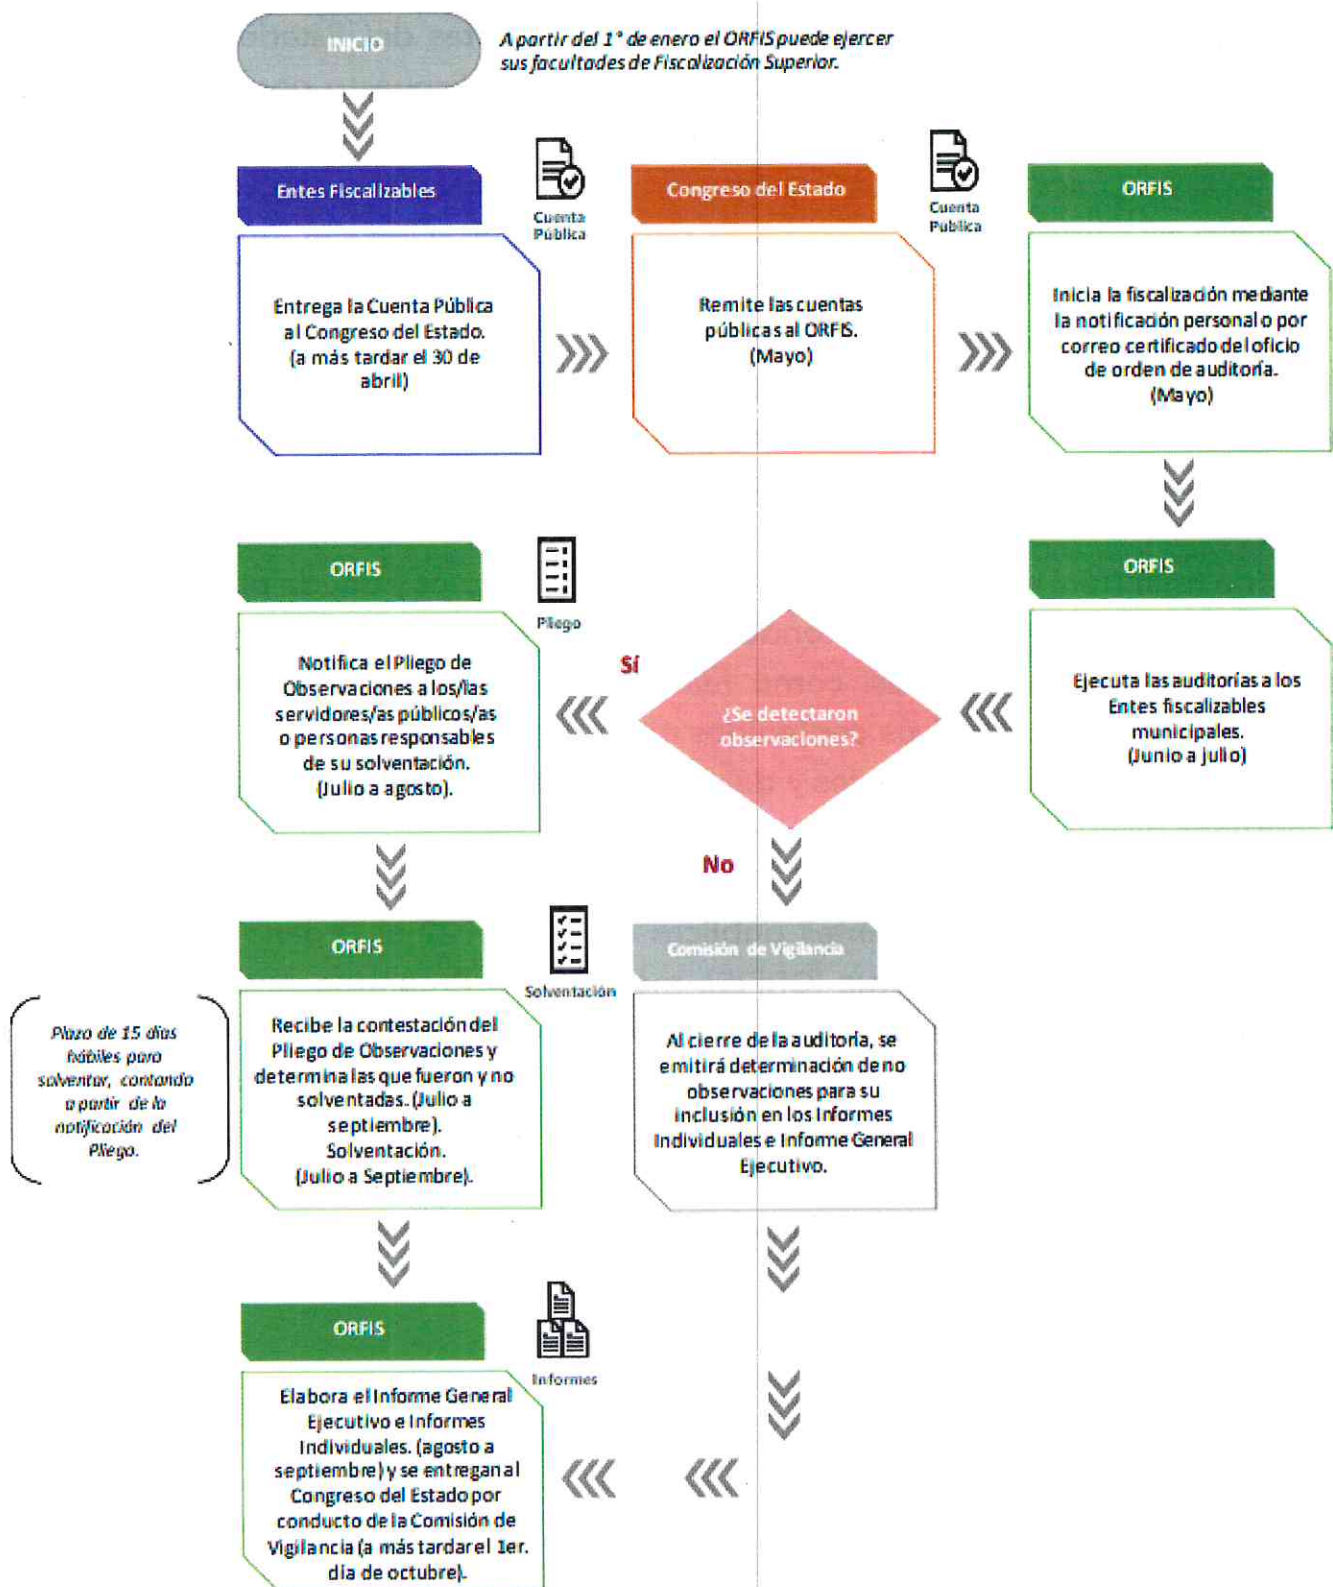 INICIO
A partir del 1° de enero el ORFIS puede ejercer
sus facultades de Fiscalización Superior.
Entes Fiscalizables
Cuenta
Pública
Entrega la Cuenta Pública
al Congreso del Estado.
(a más tardar el 30 de
abril)
Congreso del Estado
Cuenta
Publica
Remite las cuentas
públicas al ORFIS.
(Mayo)
ORFIS
Inicia la fiscalización mediante
la notificación personal o por
correo certificado del oficio
de orden de auditoría.
(Mayo)
ORFIS
Ejecuta las auditorías a los
Entes fiscalizables
municipales.
(Junio a julio)
¿Se detectaron
observaciones?
Sí
No
ORFIS
Pliego
Notifica el Pliego de
Observaciones a los/las
servidores/as públicos/as
o personas responsables
de su solventación.
(Julio a agosto).
ORFIS
Solventación
Plazo de 15 días
hábiles para
solventar, contando
a partir de la
notificación del
Pliego.
Recibe la contestación del
Pliego de Observaciones y
determina las que fueron y no
solventadas. (Julio a
septiembre).
Solventación.
(Julio a Septiembre).
Comisión de Vigilancia
Al cierre de la auditoría, se
emitirá determinación de no
observaciones para su
inclusión en los Informes
Individuales e Informe General
Ejecutivo.
ORFIS
Informes
Elabora el Informe General
Ejecutivo e Informes
Individuales. (agosto a
septiembre) y se entregan al
Congreso del Estado por
conducto de la Comisión de
Vigilancia (a más tardar el 1er.
día de octubre).